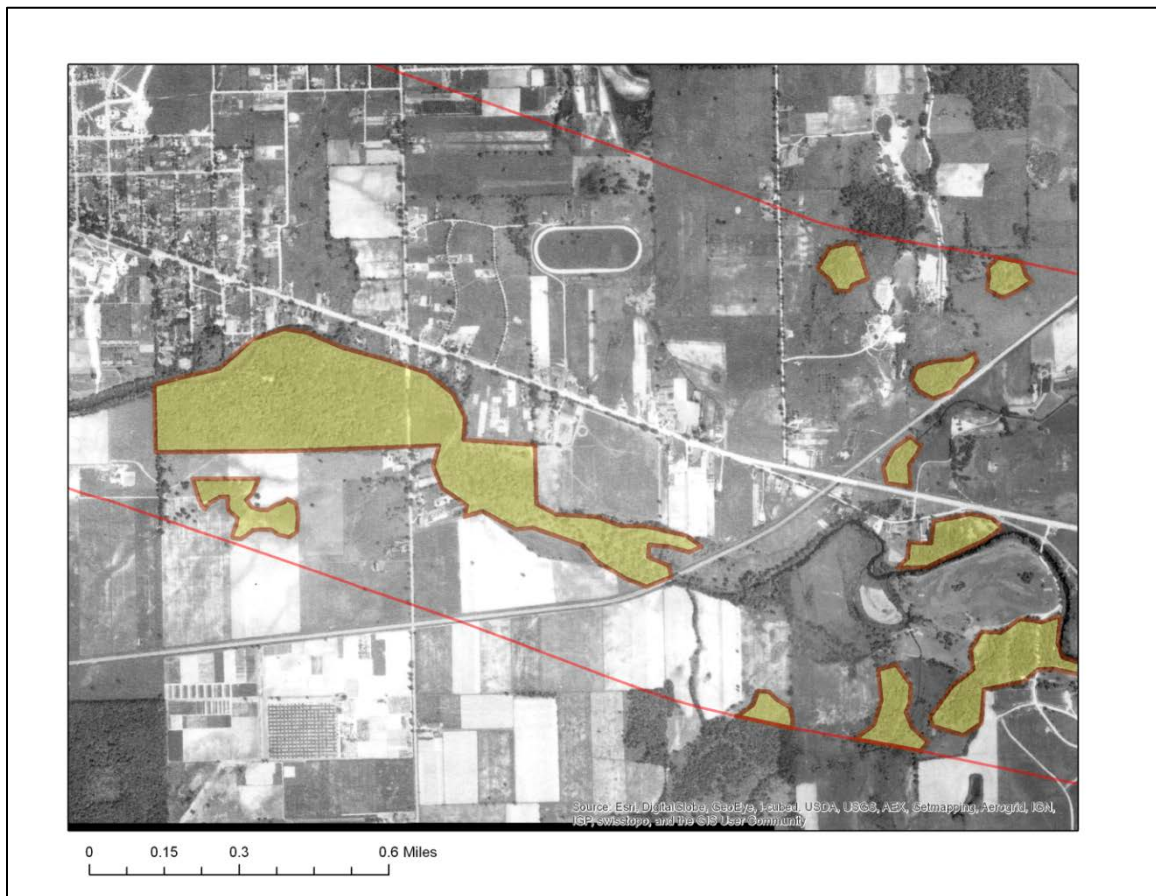 Source: Esri, DigitalGlobe, GeoEye, i-cubed, USDA, USGS, AEX, Getmapping, Aerogrid, IGN,
IGP, swisstopo, and the GIS User Community
0 0.15 0.3 0.6 Miles